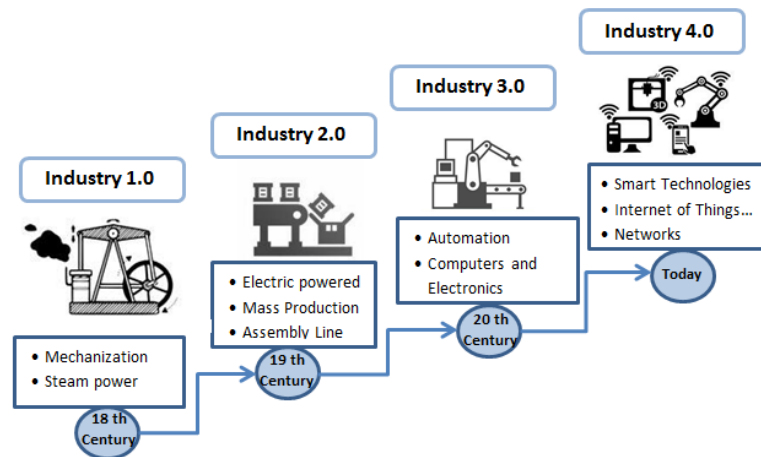 Industry 1.0
• Mechanization
• Steam power
18 th
Century
Industry 2.0
• Electric powered
• Mass Production
• Assembly Line
19 th
Century
Industry 3.0
• Automation
• Computers and
Electronics
20 th
Century
Industry 4.0
3D
• Smart Technologies
• Internet of Things...
• Networks
Today